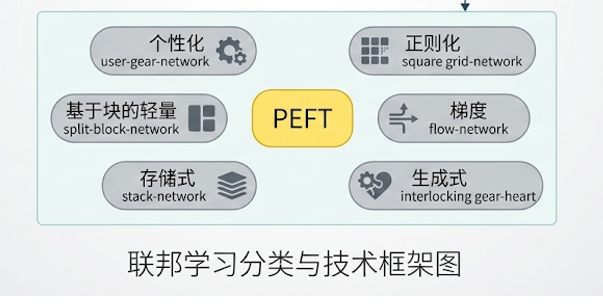 个性化
user-gear-network
正则化
square grid-network
基于块的轻量
split-block-network
PEFT
梯度
flow-network
存储式
stack-network
生成式
interlocking gear-heart
联邦学习分类与技术框架图